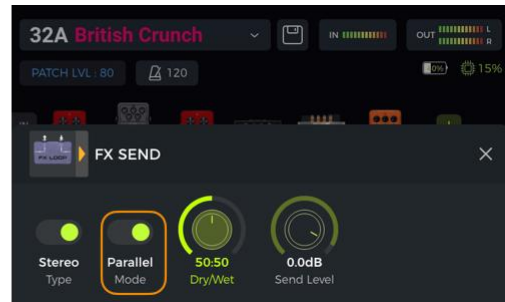 32A British Crunch
IN
OUT
L
R
PATCH LVL : 80
120
0%
15%
IN
FX LOOP
FX SEND
Stereo
Type
Parallel
Mode
50:50
Dry/Wet
0.0dB
Send Level